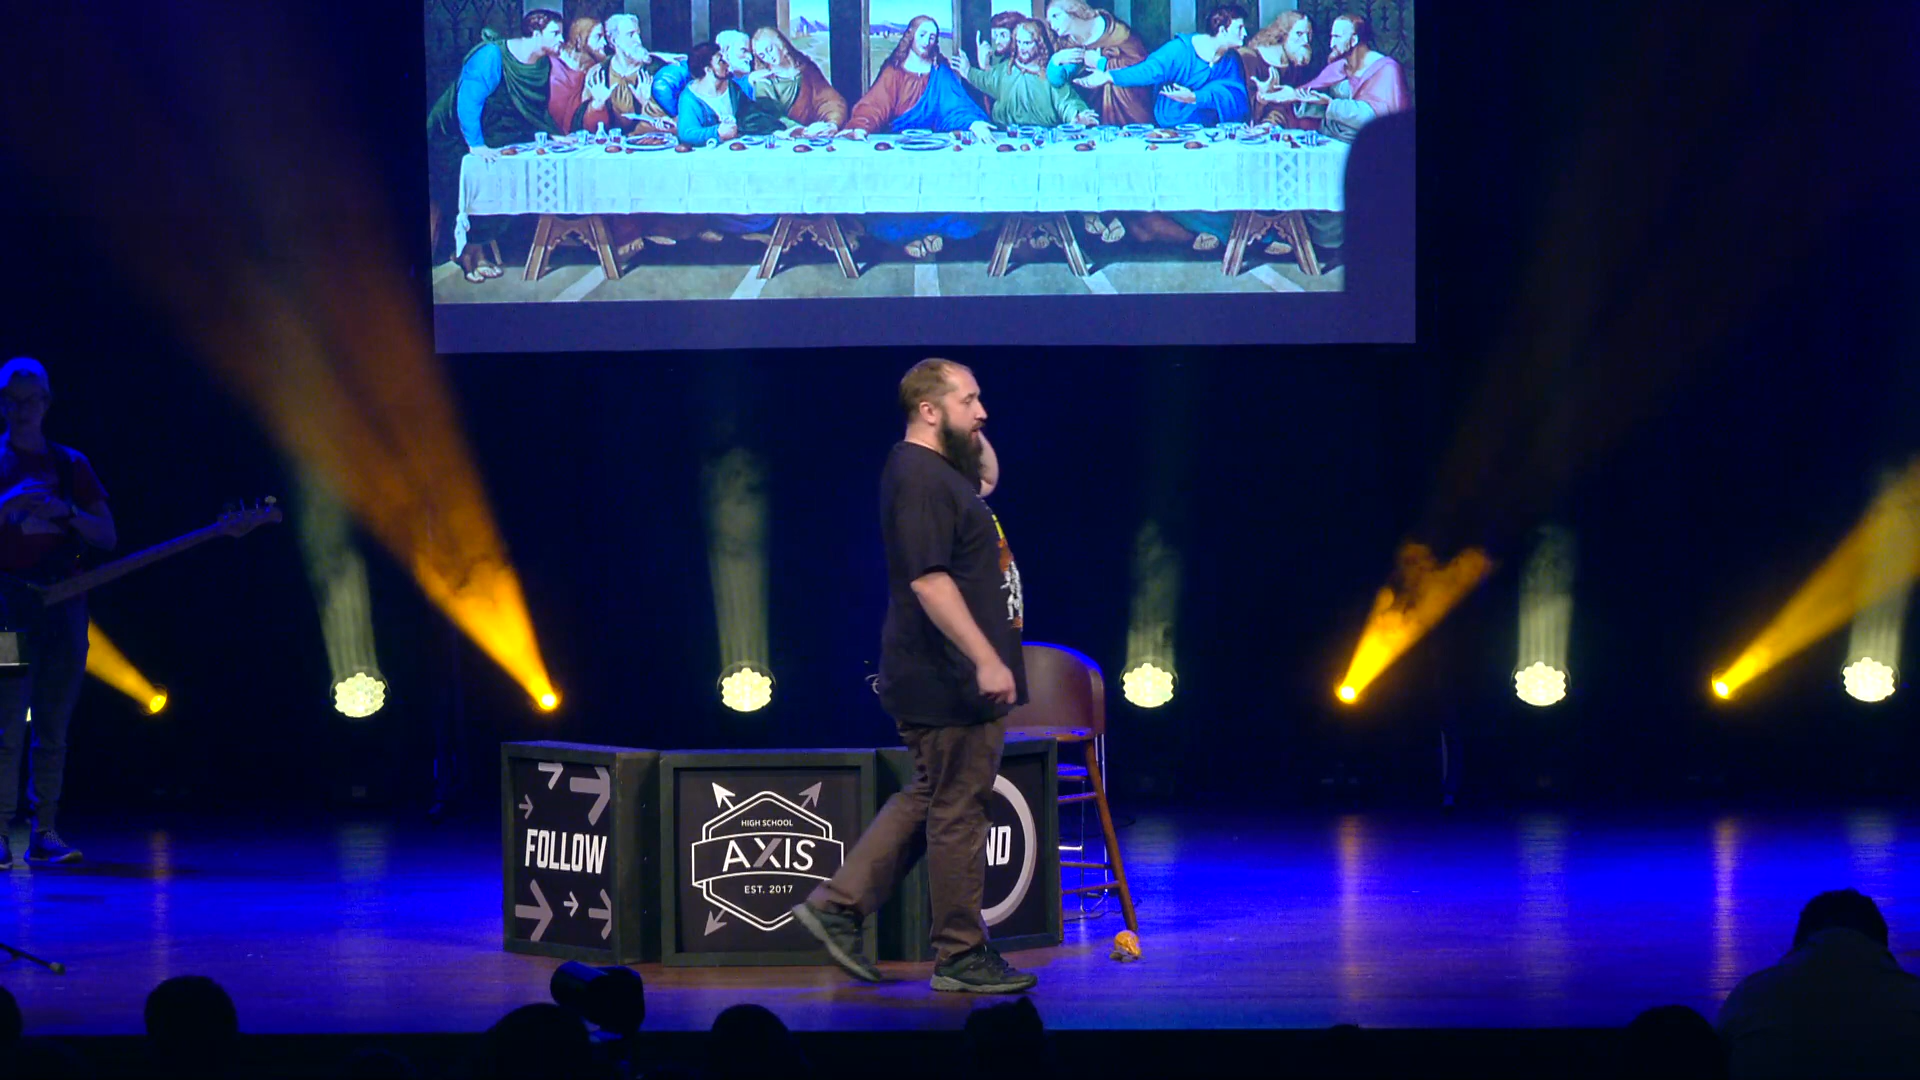 FOLLOW
HIGH SCHOOL
AXIS
EST. 2017
ND